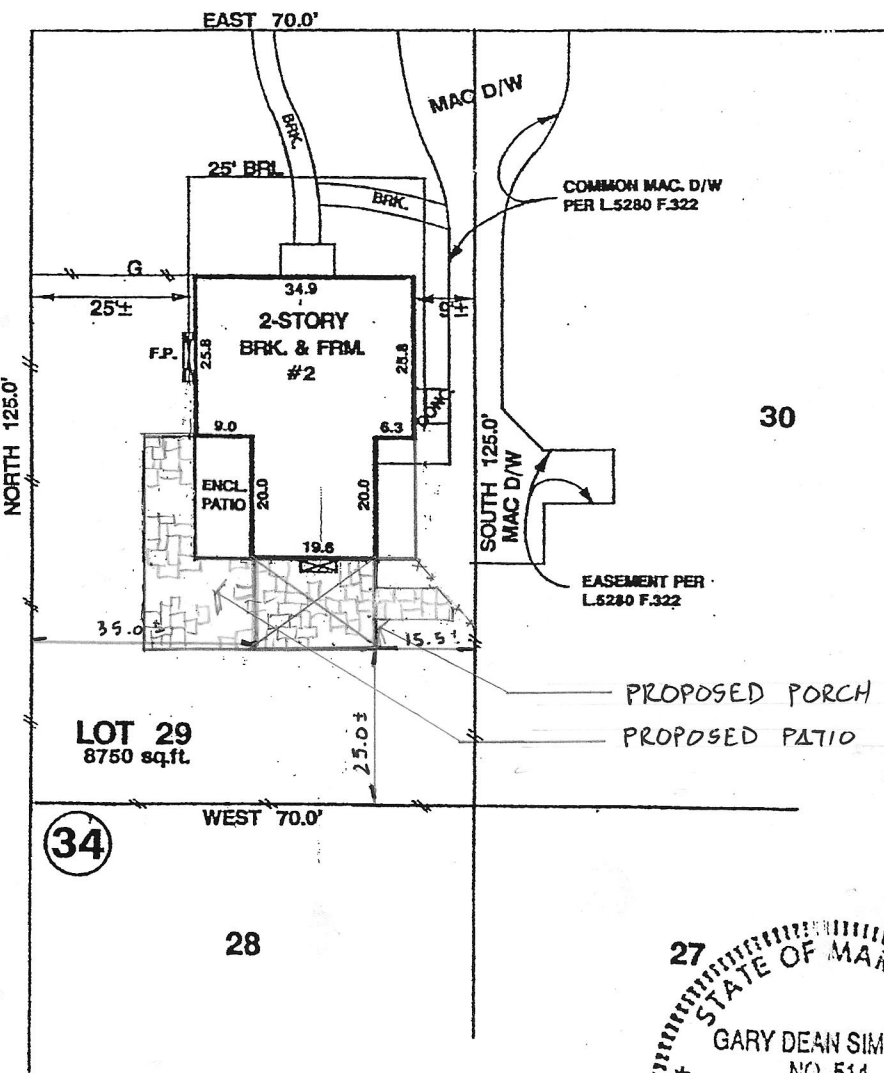 EAST 70.0'
MAC D/W
BRK.
25' BRL
BRK.
COMMON MAC. D/W
PER L.5280 F.322
G
34.9
25'±
2-STORY
BRK. & FRM.
#2
F.P.
25.8
25.8
NORTH 125.0'
30
9.0
6.3
ENCL.
PATIO
20.0
20.0
SOUTH 125.0'
MAC D/W
19.6
EASEMENT PER
L.5280 F.322
35.0±
15.5±
PROPOSED PORCH
PROPOSED PATIO
25.0±
LOT 29
8750 sq.ft.
WEST 70.0'
34
28
27
STATE OF MA
GARY DEAN SIM
NO. 514